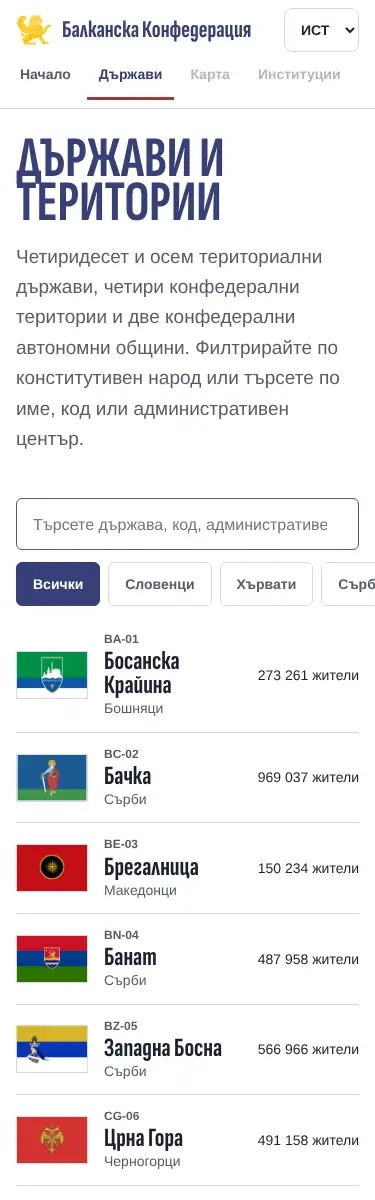 Балканска Конфедерация
ИСТ
Начало
Държави
Карта
Институции
ДЪРЖАВИ И
ТЕРИТОРИИ
Четиридесет и осем териториални
държави, четири конфедерални
територии и две конфедерални
автономни общини. Филтрирайте по
конститутивен народ или търсете по
име, код или административен
център.
Търсете държава, код, административе
Всички
Словенци
Хървати
Сърб
BA-01
Босанска
Крайина
Бошняци
273 261 жители
BC-02
Бачка
Сърби
969 037 жители
BE-03
Брегалница
Македонци
150 234 жители
BN-04
Банат
Сърби
487 958 жители
BZ-05
Западна Босна
Сърби
566 966 жители
CG-06
Црна Гора
Черногорци
491 158 жители